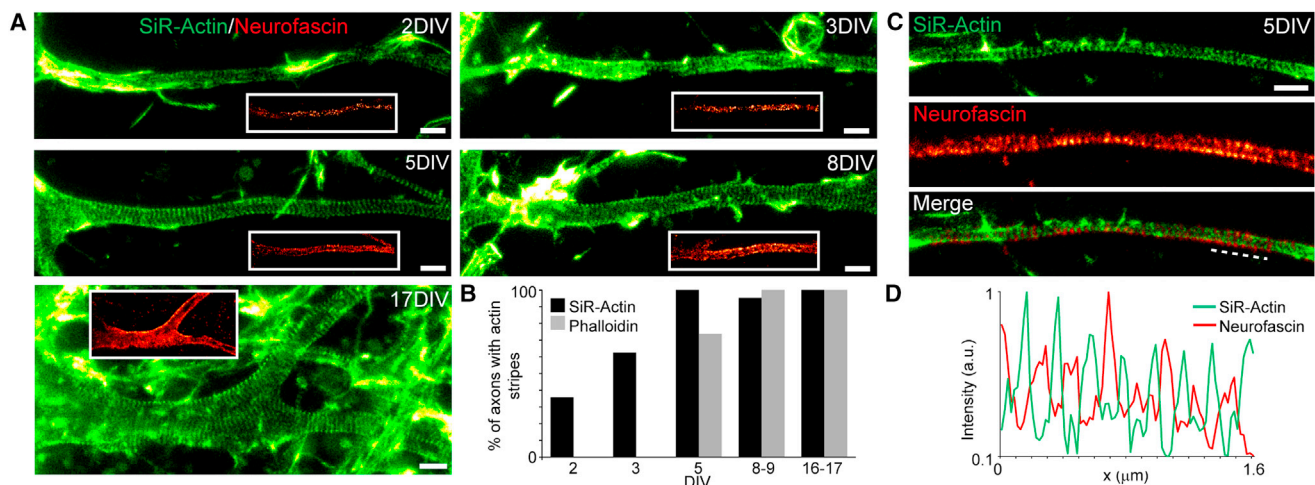 A
SiR-Actin/Neurofascin
2DIV
3DIV
5DIV
8DIV
17DIV
B
100
% of axons with actin
stripes
0
SiR-Actin
Phalloidin
2
3
5
8-9
16-17
DIV
C
SiR-Actin
5DIV
Neurofascin
Merge
D
1
Intensity (a.u.)
0.1
SiR-Actin
Neurofascin
0
1.6
x (μm)